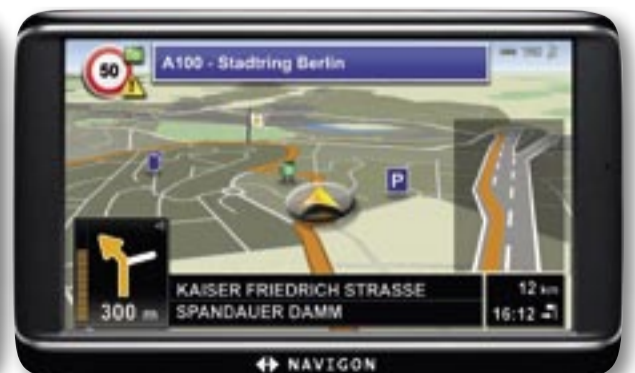 50
A100 - Stadtring Berlin
P
300 m
KAISER FRIEDRICH STRASSE
SPANDAUER DAMM
12 km
16:12
NAVIGON